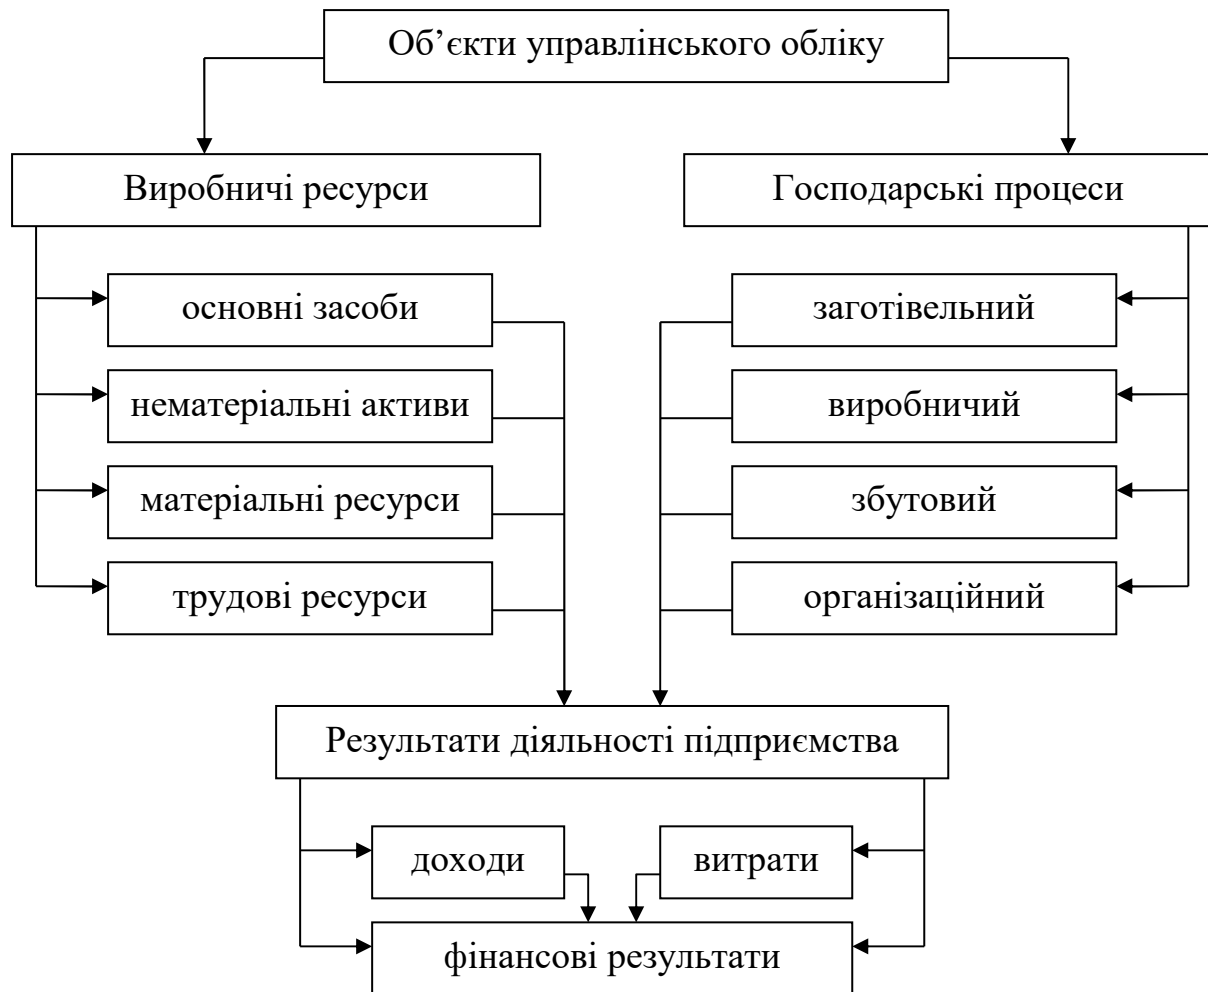 Об’єкти управлінського обліку
Виробничі ресурси
Господарські процеси
основні засоби
заготівельний
нематеріальні активи
виробничий
матеріальні ресурси
збутовий
трудові ресурси
організаційний
Результати діяльності підприємства
доходи
витрати
фінансові результати